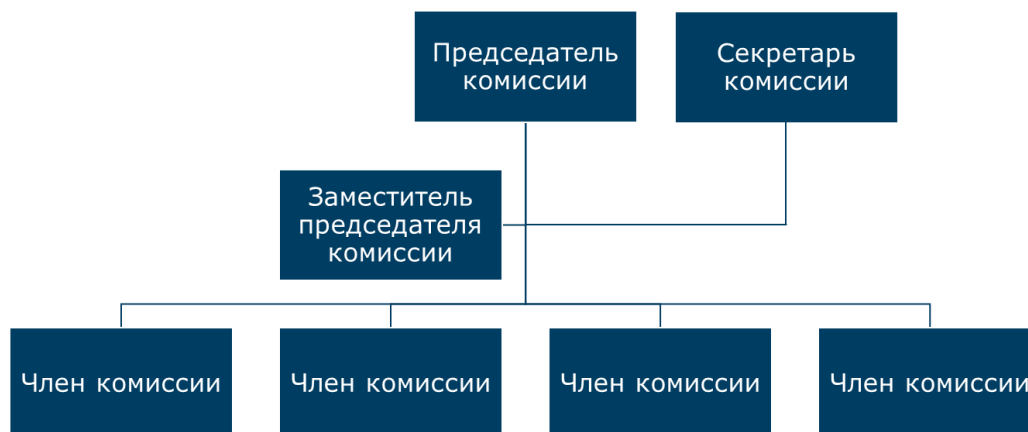 Председатель
комиссии
Секретарь
комиссии
Заместитель
председателя
комиссии
Член комиссии
Член комиссии
Член комиссии
Член комиссии